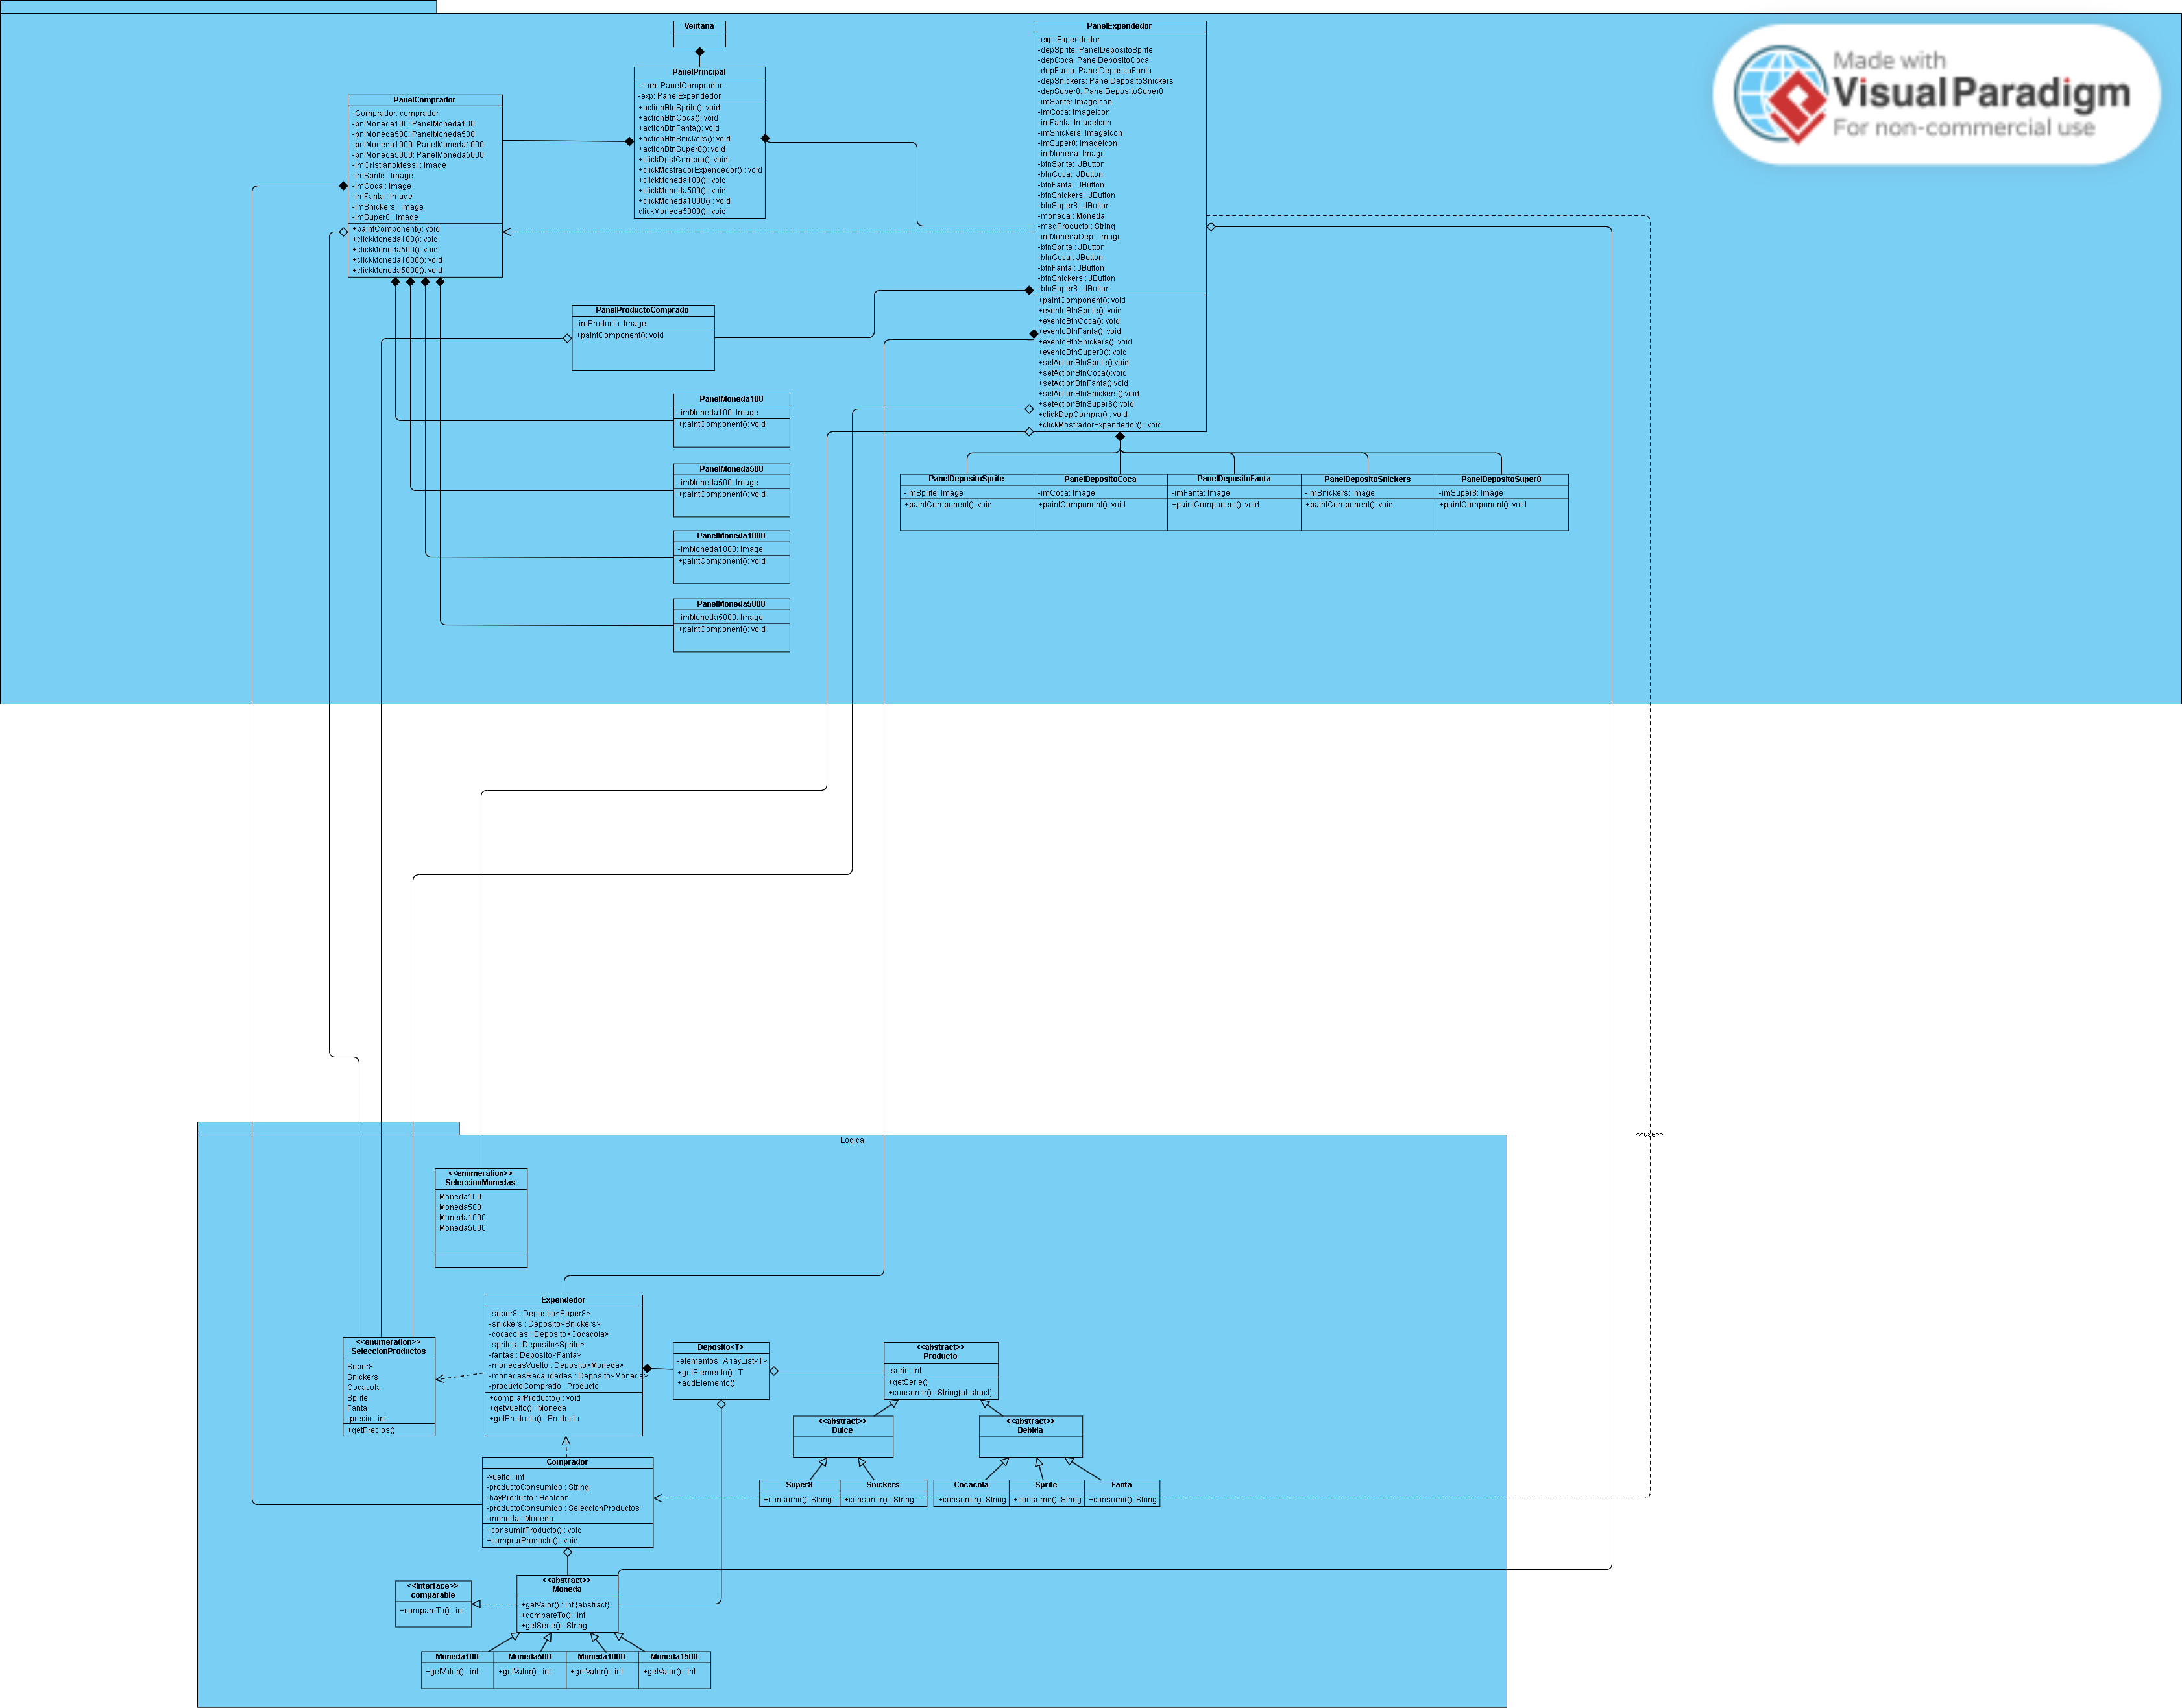 Ventana
PanelPrincipal
-com: PanelComprador
-exp: PanelExpendedor
+actionBtnSprite(): void
+actionBtnCoca(): void
+actionBtnFanta(): void
+actionBtnSnickers(): void
+actionBtnSuper8(): void
+clickDpstCompra(): void
+clickMostradorExpendedor() : void
+clickMoneda100() : void
+clickMoneda500() : void
+clickMoneda1000() : void
clickMoneda5000() : void
PanelComprador
-Comprador: comprador
-pnlMoneda100: PanelMoneda100
-pnlMoneda500: PanelMoneda500
-pnlMoneda1000: PanelMoneda1000
-pnlMoneda5000: PanelMoneda5000
-imCristianoMessi : Image
-imSprite : Image
-imCoca : Image
-imFanta : Image
-imSnickers : Image
-imSuper8 : Image
+paintComponent(): void
+clickMoneda100(): void
+clickMoneda500(): void
+clickMoneda1000(): void
+clickMoneda5000(): void
PanelExpendedor
-exp: Expendedor
-depSprite: PanelDepositoSprite
-depCoca: PanelDepositoCoca
-depFanta: PanelDepositoFanta
-depSnickers: PanelDepositoSnickers
-depSuper8: PanelDepositoSuper8
-imSprite: ImageIcon
-imCoca: ImageIcon
-imFanta: ImageIcon
-imSnickers: ImageIcon
-imSuper8: ImageIcon
-imMoneda: Image
-btnSprite: JButton
-btnCoca: JButton
-btnFanta: JButton
-btnSnickers: JButton
-btnSuper8: JButton
-moneda : Moneda
-msgProducto : String
-imMonedaDep : Image
-btnSprite : JButton
-btnCoca : JButton
-btnFanta : JButton
-btnSnickers : JButton
-btnSuper8 : JButton
+paintComponent(): void
+eventoBtnSprite(): void
+eventoBtnCoca(): void
+eventoBtnFanta(): void
+eventoBtnSnickers(): void
+eventoBtnSuper8(): void
+setActionBtnSprite():void
+setActionBtnCoca():void
+setActionBtnFanta():void
+setActionBtnSnickers():void
+setActionBtnSuper8():void
+clickDepCompra() : void
+clickMostradorExpendedor() : void
Made with
Visual Paradigm
For non-commercial use
PanelProductoComprado
-imProducto: Image
+paintComponent(): void
PanelMoneda100
-imMoneda100: Image
+paintComponent(): void
PanelMoneda500
-imMoneda500: Image
+paintComponent(): void
PanelMoneda1000
-imMoneda1000: Image
+paintComponent(): void
PanelMoneda5000
-imMoneda5000: Image
+paintComponent(): void
PanelDepositoSprite
-imSprite: Image
+paintComponent(): void
PanelDepositoCoca
-imCoca: Image
+paintComponent(): void
PanelDepositoFanta
-imFanta: Image
+paintComponent(): void
PanelDepositoSnickers
-imSnickers: Image
+paintComponent(): void
PanelDepositoSuper8
-imSuper8: Image
+paintComponent(): void
<<use>>
Logica
<<enumeration>>
SeleccionMonedas
Moneda100
Moneda500
Moneda1000
Moneda5000
<<enumeration>>
SeleccionProductos
Super8
Snickers
Cocacola
Sprite
Fanta
-precio : int
+getPrecios()
Expendedor
-super8 : Deposito<Super8>
-snickers : Deposito<Snickers>
-cocacolas : Deposito<Cocacola>
-sprites : Deposito<Sprite>
-fantas : Deposito<Fanta>
-monedasVuelto : Deposito<Moneda>
-monedasRecaudadas : Deposito<Moneda>
-productoComprado : Producto
+comprarProducto() : void
+getVuelto() : Moneda
+getProducto() : Producto
Deposito<T>
-elementos : ArrayList<T>
+getElemento() : T
+addElemento()
<<abstract>>
Producto
-serie: int
+getSerie()
+consumir() : String(abstract)
<<abstract>>
Dulce
<<abstract>>
Bebida
Super8
+consumir(): String
Snickers
+consumir() : String
Cocacola
+consumir(): String
Sprite
+consumir(): String
Fanta
+consumir(): String
Comprador
-vuelto : int
-productoConsumido : String
-hayProducto : Boolean
-productoConsumido : SeleccionProductos
-moneda : Moneda
+consumirProducto() : void
+comprarProducto() : void
<<Interface>>
comparable
+compareTo() : int
<<abstract>>
Moneda
+getValor() : int (abstract)
+compareTo() : int
+getSerie() : String
Moneda100
+getValor() : int
Moneda500
+getValor() : int
Moneda1000
+getValor() : int
Moneda1500
+getValor() : int